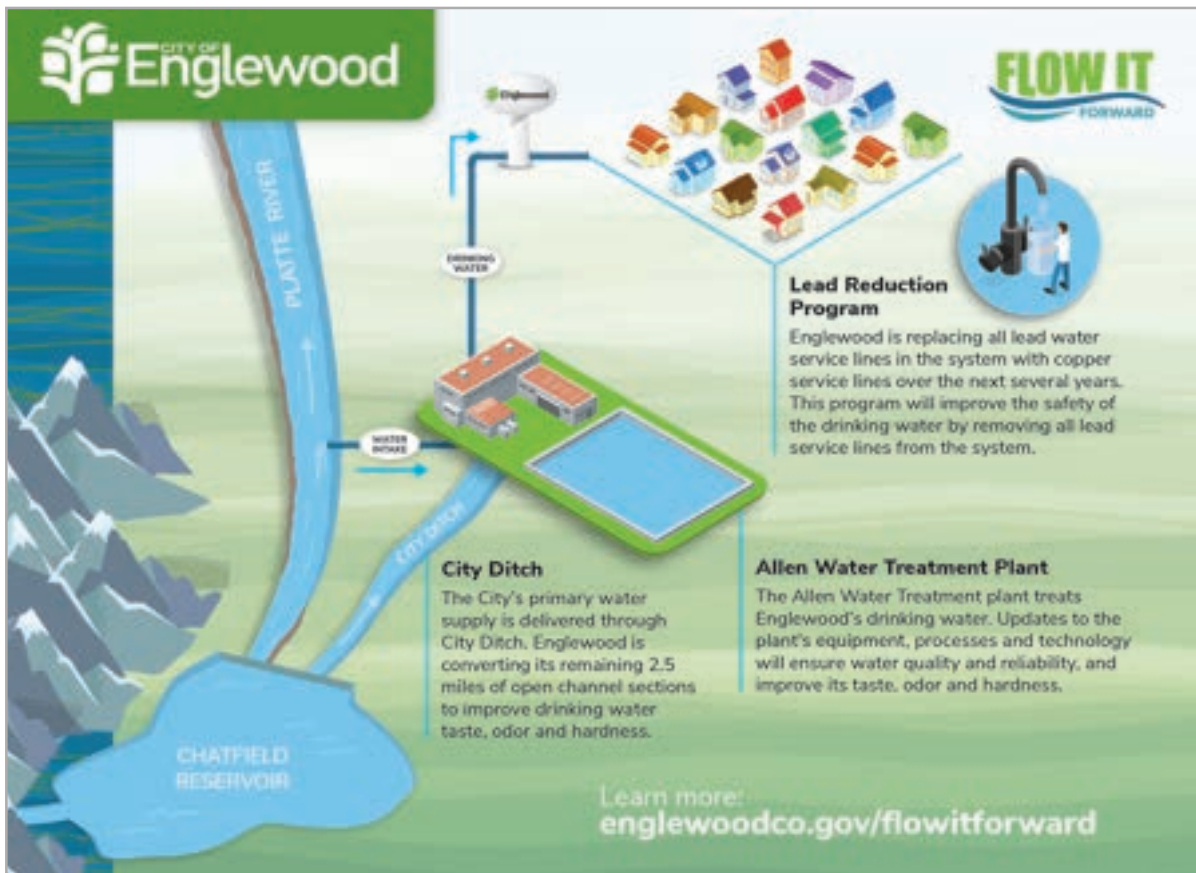 CITY OF
Englewood
FLOW IT
FORWARD
PLATTE RIVER
DRINKING
WATER
WATER
INTAKE
CITY DITCH
CHATFIELD
RESERVOIR
Lead Reduction
Program
Englewood is replacing all lead water
service lines in the system with copper
service lines over the next several years.
This program will improve the safety of
the drinking water by removing all lead
service lines from the system.
City Ditch
The City's primary water
supply is delivered through
City Ditch. Englewood is
converting its remaining 2.5
miles of open channel sections
to improve drinking water
taste, odor and hardness.
Allen Water Treatment Plant
The Allen Water Treatment plant treats
Englewood's drinking water. Updates to the
plant's equipment, processes and technology
will ensure water quality and reliability, and
improve its taste, odor and hardness.
Learn more:
englewoodco.gov/flowitforward